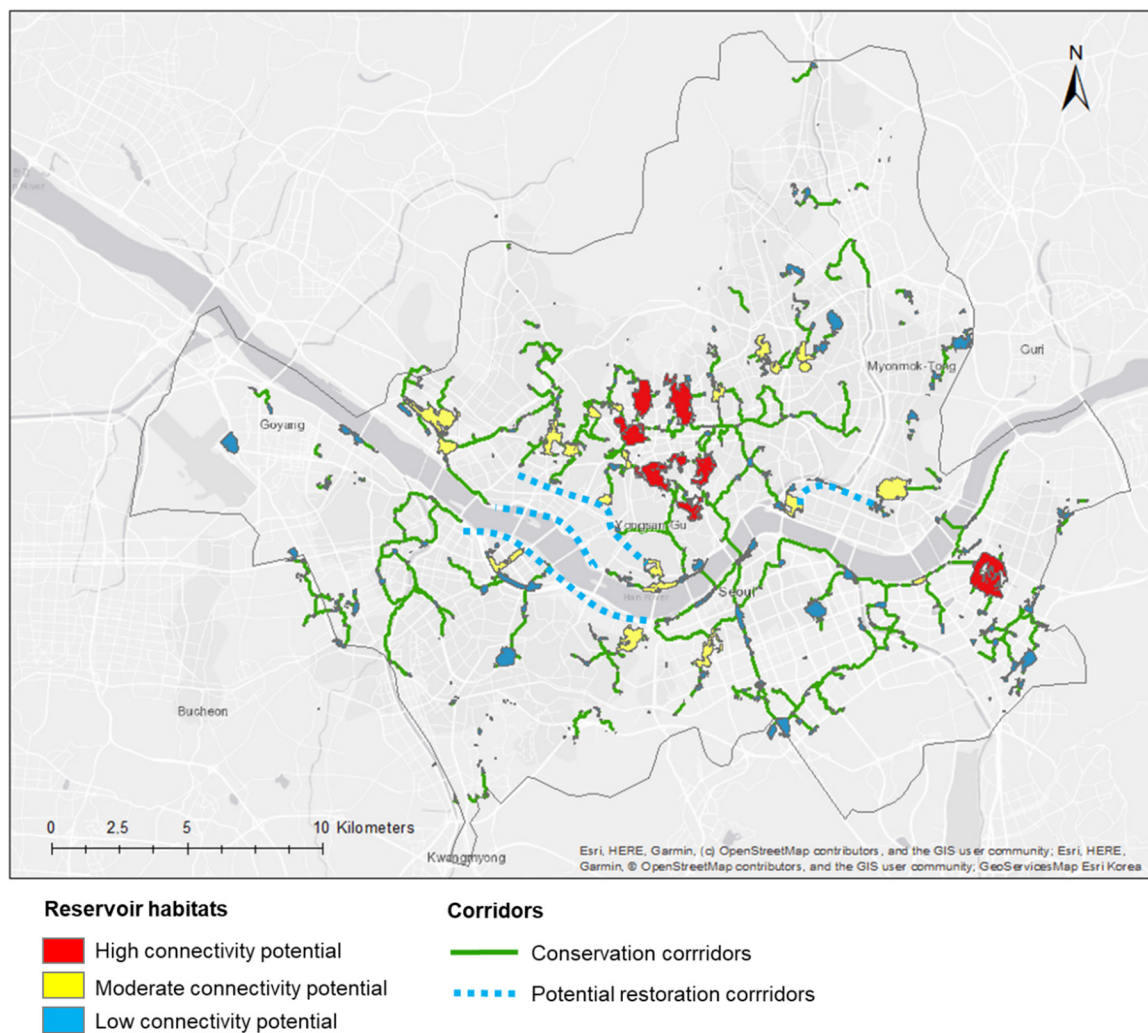 N
Guri
Myonmok-Tong
Goyang
Yongsan Gu
Han River
Seoul
Bucheon
0 2.5 5 10 Kilometers
Kwangmyong
Esri, HERE, Garmin, (c) OpenStreetMap contributors, and the GIS user community; Esri, HERE,
Garmin, © OpenStreetMap contributors, and the GIS user community; GeoServicesMap Esri Korea
Reservoir habitats
High connectivity potential
Moderate connectivity potential
Low connectivity potential
Corridors
Conservation corrridors
Potential restoration corrridors